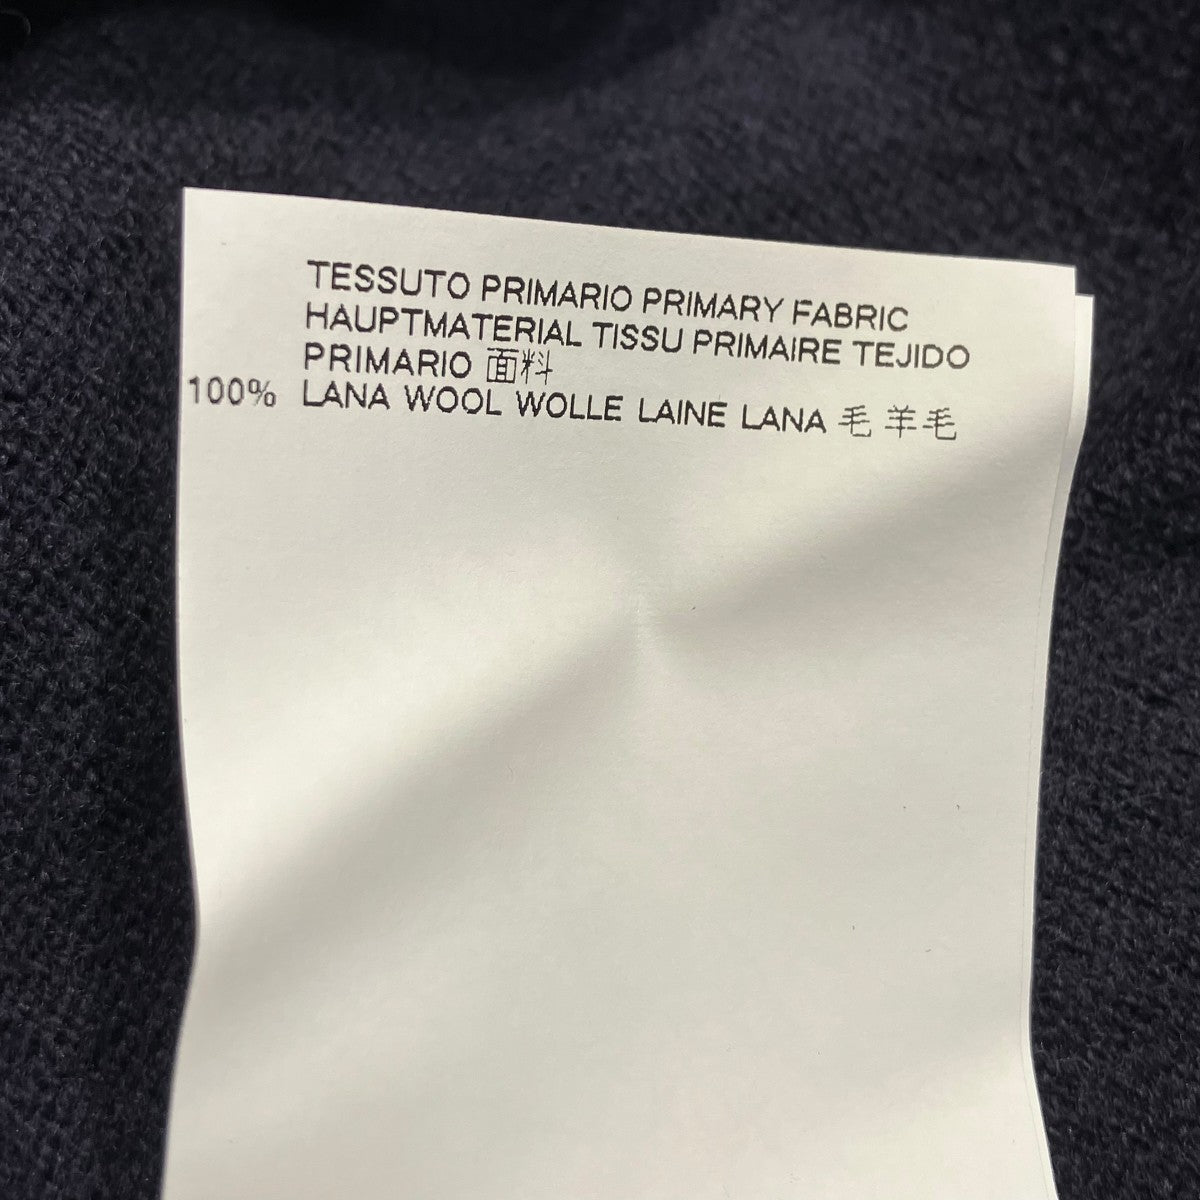 TESSUTO PRIMARIO PRIMARY FABRIC
HAUPTMATERIAL TISSU PRIMAIRE TEJIDO
PRIMARIO 面料
100% LANA WOOL WOLLE LAINE LANA 毛 羊毛